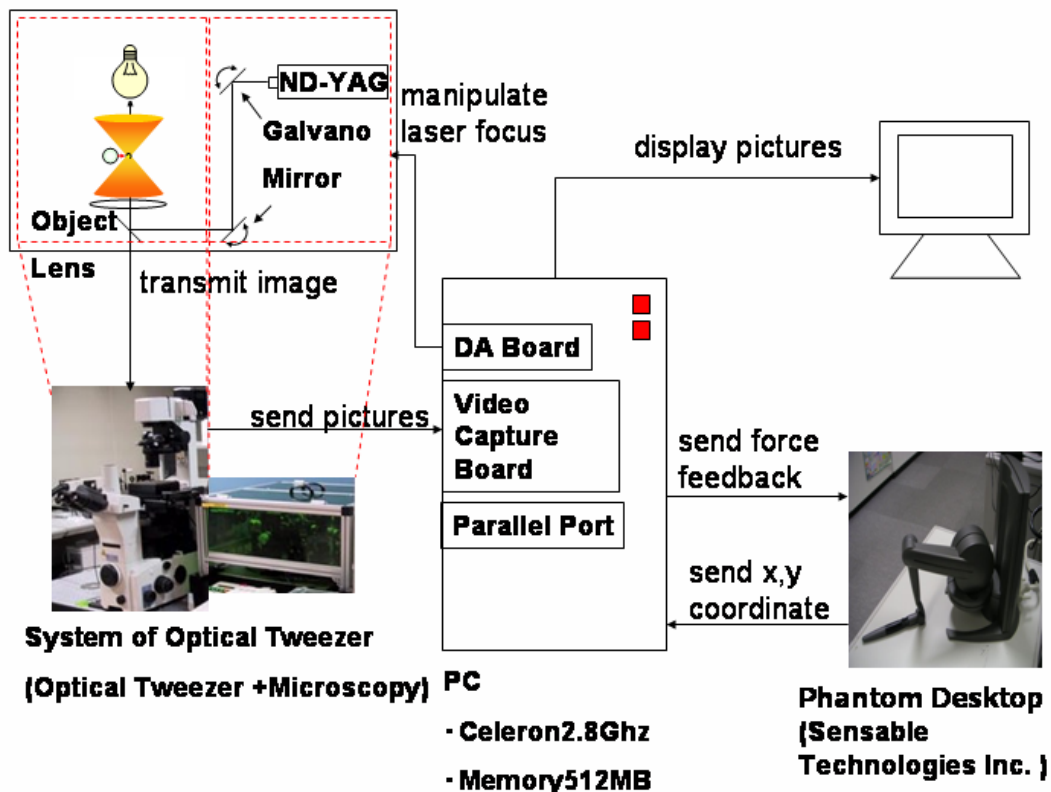 ND-YAG
Galvano
Mirror
Object
Lens
manipulate
laser focus
display pictures
transmit image
DA Board
Video
Capture
Board
Parallel Port
send pictures
send force
feedback
send x,y
coordinate
System of Optical Tweezer
(Optical Tweezer +Microscopy)
PC
- Celeron2.8Ghz
- Memory512MB
Phantom Desktop
(Sensable
Technologies Inc. )